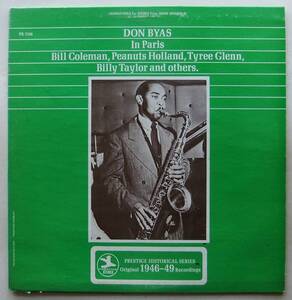 DON BYAS
In Paris
Bill Coleman, Peanuts Holland, Tyree Glenn,
Billy Taylor and others.
PRESTIGE HISTORICAL SERIES
Original 1946-49 Recordings